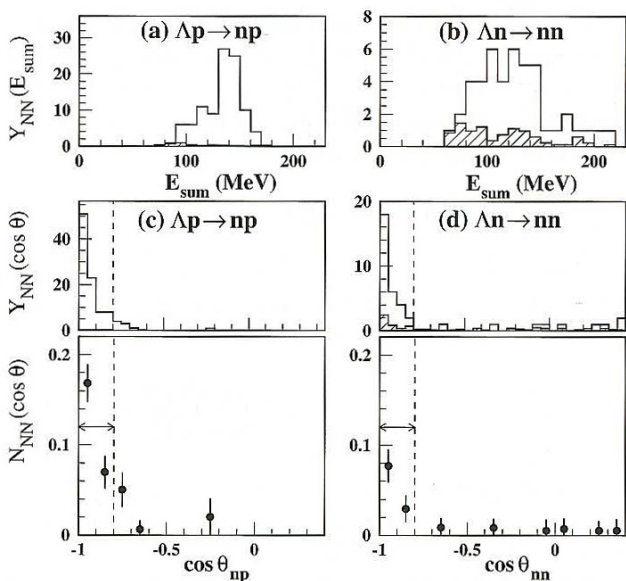 (a) Λp→np
(b) Λn→nn
Y_NN(E_sum)
30
20
10
0
8
6
4
2
0
0 100 200
0 100 200
E_sum (MeV)
E_sum (MeV)
(c) Λp→np
(d) Λn→nn
Y_NN(cos θ)
40
20
0
20
10
0
N_NN(cos θ)
0.2
0.1
0
0.2
0.1
0
-1 -0.5 0
-1 -0.5 0
cos θ_np
cos θ_nn